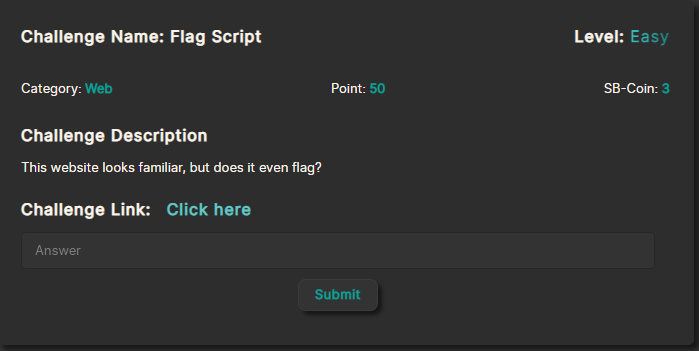 Challenge Name: Flag Script Level: Easy
Category: Web Point: 50 SB-Coin: 3
Challenge Description
This website looks familiar, but does it even flag?
Challenge Link: Click here
Answer
Submit